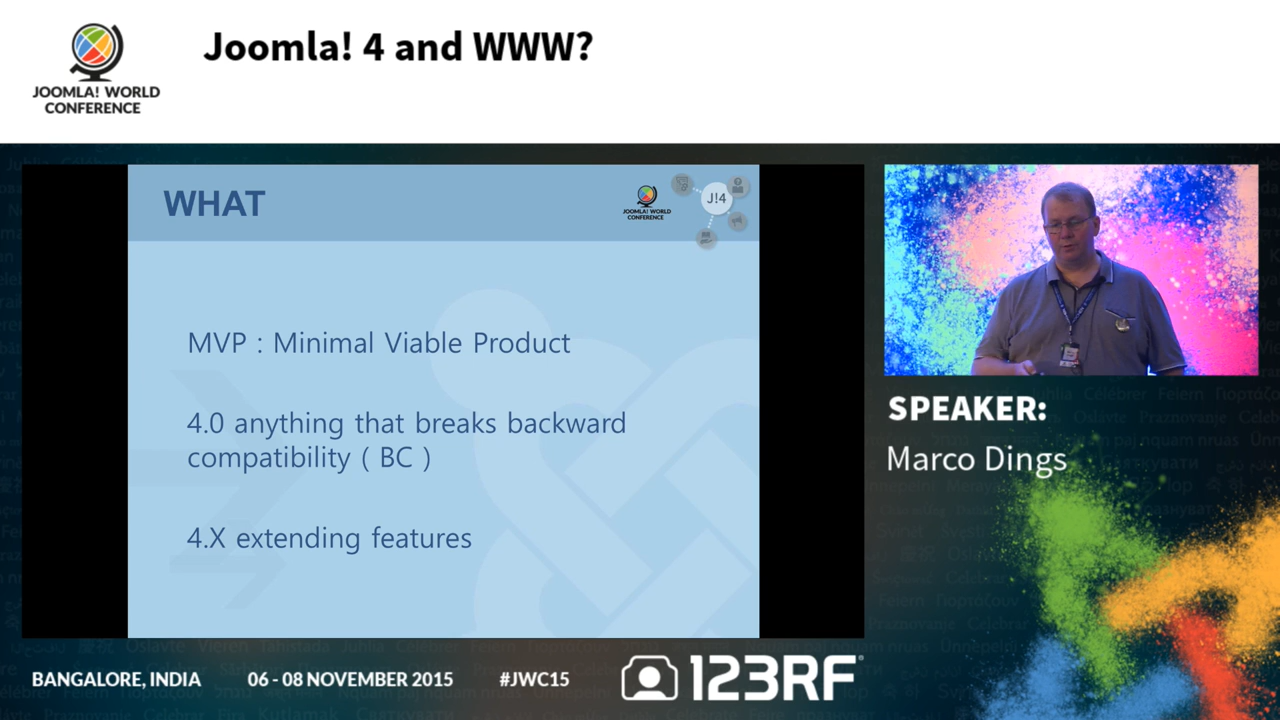 JOOMLA! WORLD
CONFERENCE
Joomla! 4 and WWW?
WHAT
JOOMLA! WORLD
CONFERENCE
J!4
MVP : Minimal Viable Product
4.0 anything that breaks backward
compatibility ( BC )
4.X extending features
SPEAKER:
Marco Dings
BANGALORE, INDIA
06 - 08 NOVEMBER 2015
#JWC15
123RF®